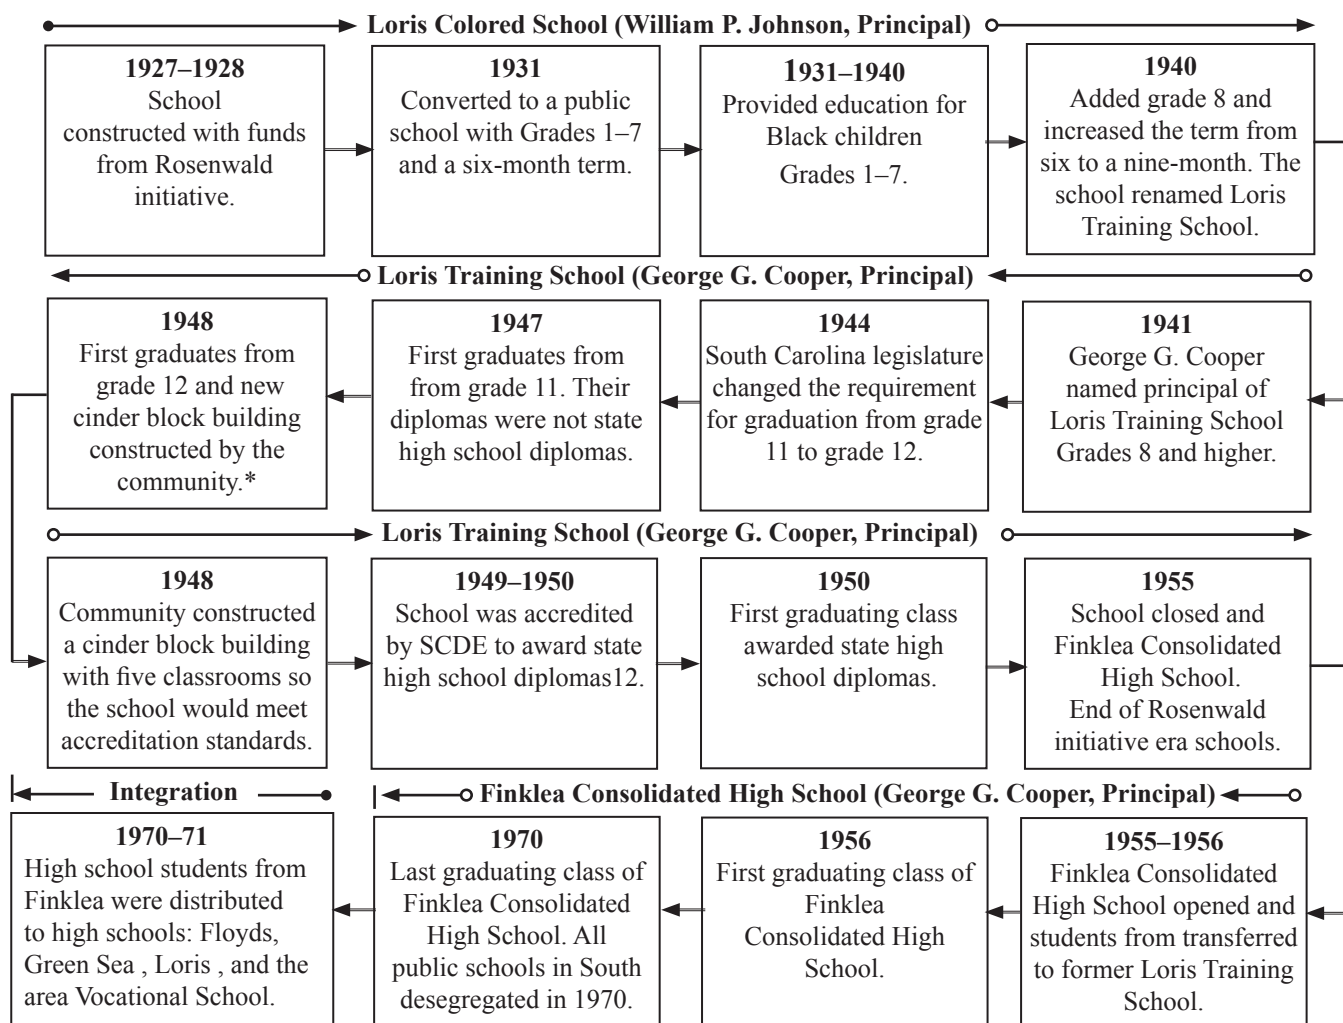 Loris Colored School (William P. Johnson, Principal)
1927–1928
School
constructed with funds
from Rosenwald
initiative.
1931
Converted to a public
school with Grades 1–7
and a six-month term.
1931–1940
Provided education for
Black children
Grades 1–7.
1940
Added grade 8 and
increased the term from
six to a nine-month. The
school renamed Loris
Training School.
Loris Training School (George G. Cooper, Principal)
1941
George G. Cooper
named principal of
Loris Training School
Grades 8 and higher.
1944
South Carolina legislature
changed the requirement
for graduation from grade
11 to grade 12.
1947
First graduates from
from grade 11. Their
diplomas were not state
high school diplomas.
1948
First graduates from
grade 12 and new
cinder block building
constructed by the
community.*
Loris Training School (George G. Cooper, Principal)
1948
Community constructed
a cinder block building
with five classrooms so
the school would meet
accreditation standards.
1949–1950
School was accredited
by SCDE to award state
high school diplomas12.
1950
First graduating class
awarded state high
school diplomas.
1955
School closed and
Finklea Consolidated
High School.
End of Rosenwald
initiative era schools.
Finklea Consolidated High School (George G. Cooper, Principal)
1955–1956
Finklea Consolidated
High School opened and
students from transferred
to former Loris Training
School.
1956
First graduating class of
Finklea
Consolidated High
School.
1970
Last graduating class of
Finklea Consolidated
High School. All
public schools in South
desegregated in 1970.
Integration
1970–71
High school students from
Finklea were distributed
to high schools: Floyds,
Green Sea , Loris , and the
area Vocational School.